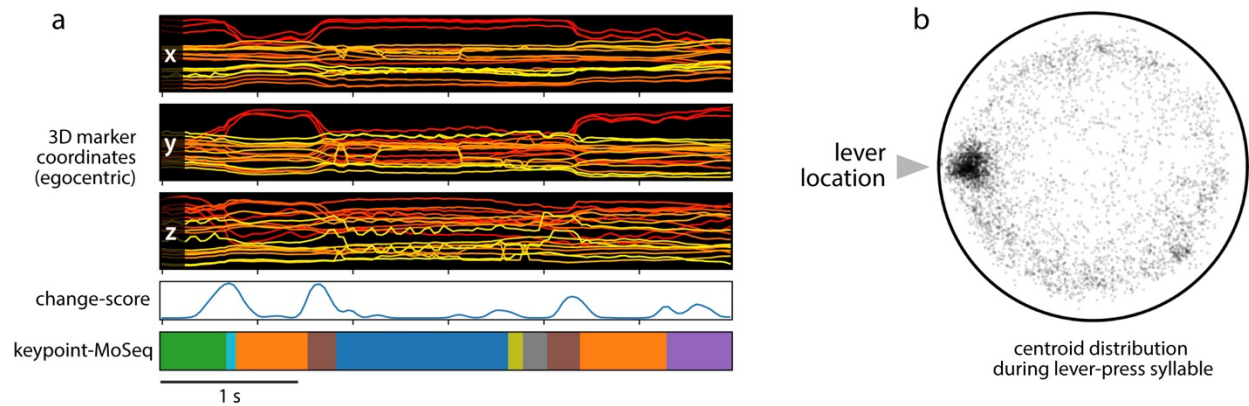 a
x
y
z
3D marker
coordinates
(egocentric)
change-score
keypoint-MoSeq
1 s
b
lever
location
centroid distribution
during lever-press syllable